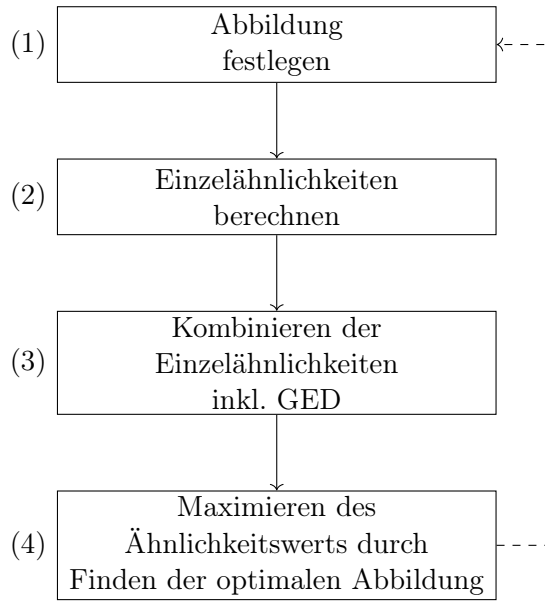 (1)
Abbildung
festlegen
(2)
Einzelähnlichkeiten
berechnen
(3)
Kombinieren der
Einzelähnlichkeiten
inkl. GED
(4)
Maximieren des
Ähnlichkeitswerts durch
Finden der optimalen Abbildung